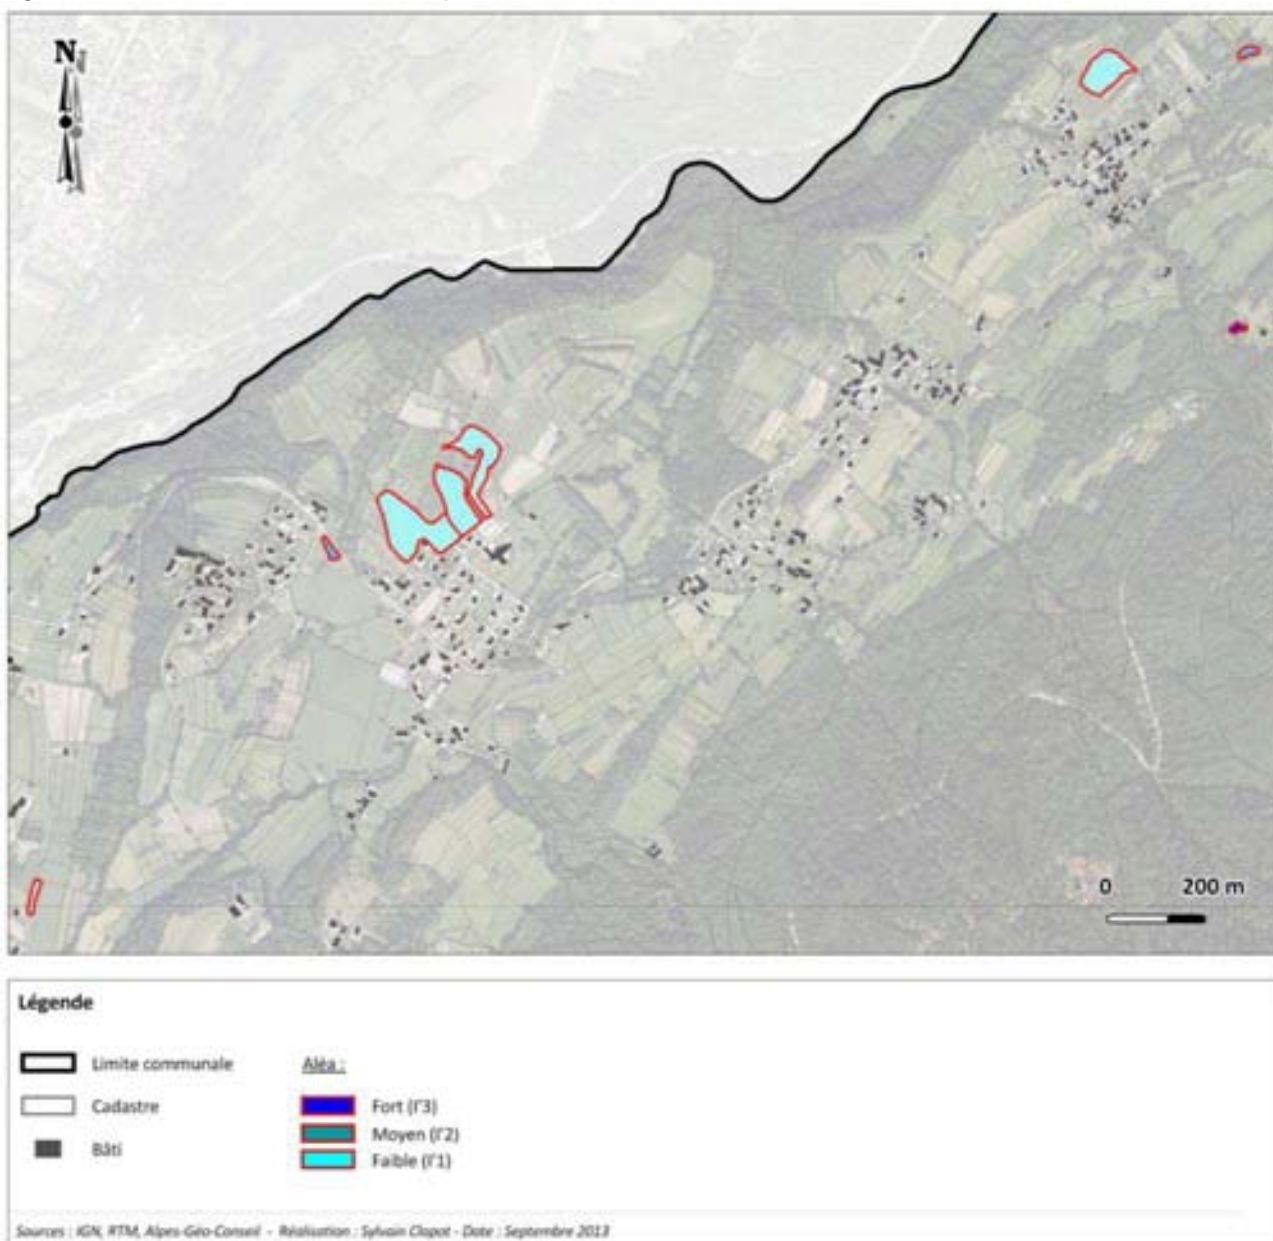 N
0 200 m
Légende
Limite communale
Cadastre
Bâti
Aléa :
Fort (I'3)
Moyen (I'2)
Faible (I'1)
Sources : IGN, RTM, Alpes-Géo-Conseil - Réalisation : Sylvain Clapot - Date : Septembre 2013